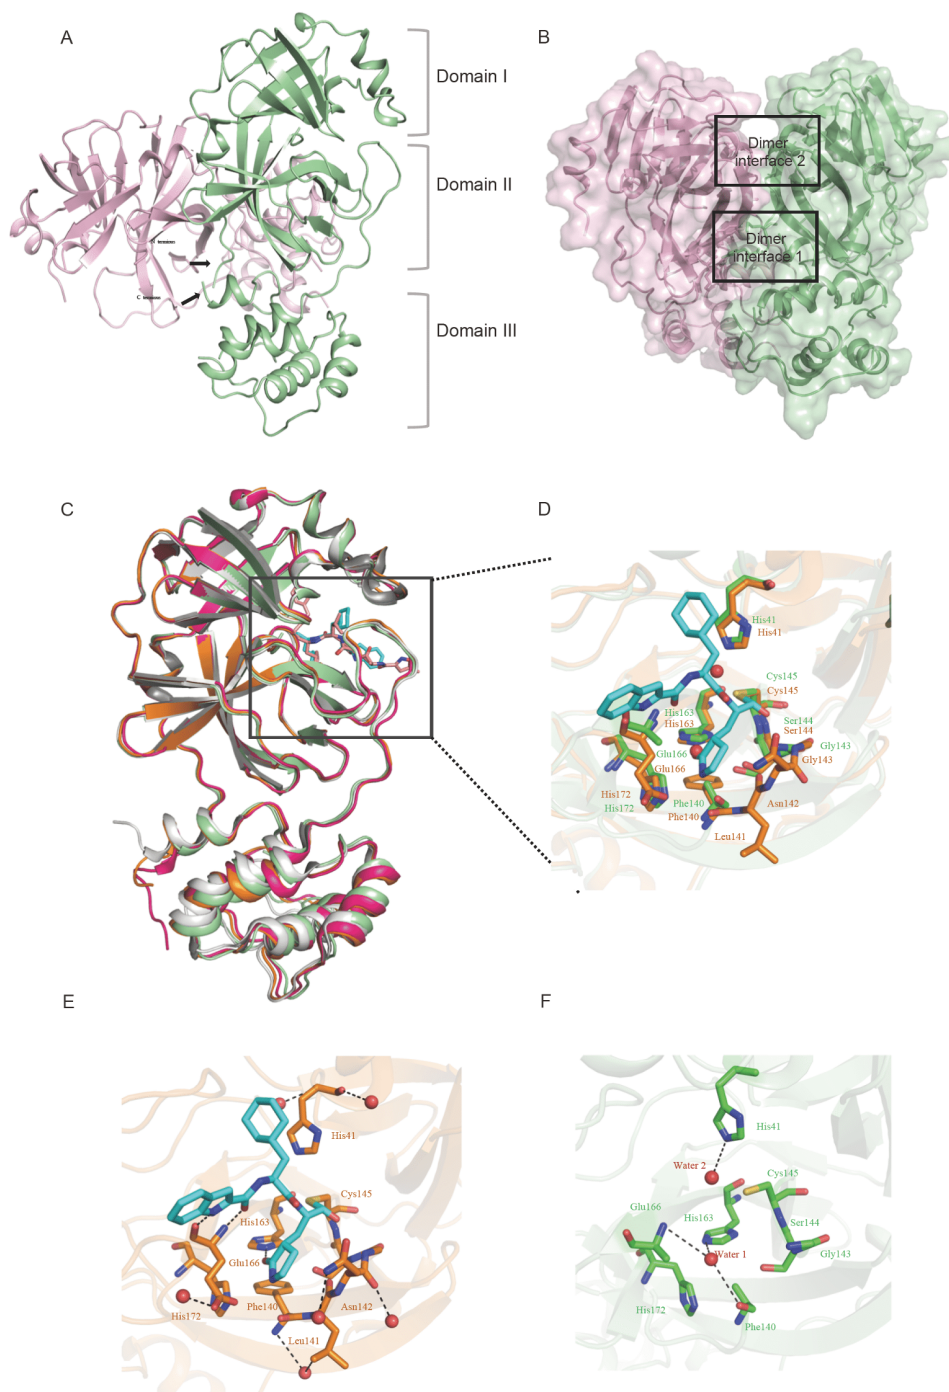 A
Domain I
Domain II
Domain III
terminus
C terminus
B
Dimer
interface 2
Dimer
interface 1
C
D
His41
His41
Cys145
Cys145
His163
His163
Ser144
Ser144
Gly143
Gly143
Glu166
Glu166
His172
His172
Phe140
Phe140
Asn142
Leu141
E
His41
Cys145
His163
Glu166
Phe140
Asn142
His172
Leu141
F
His41
Water 2
Cys145
Glu166
His163
Ser144
Water 1
Gly143
His172
Phe140